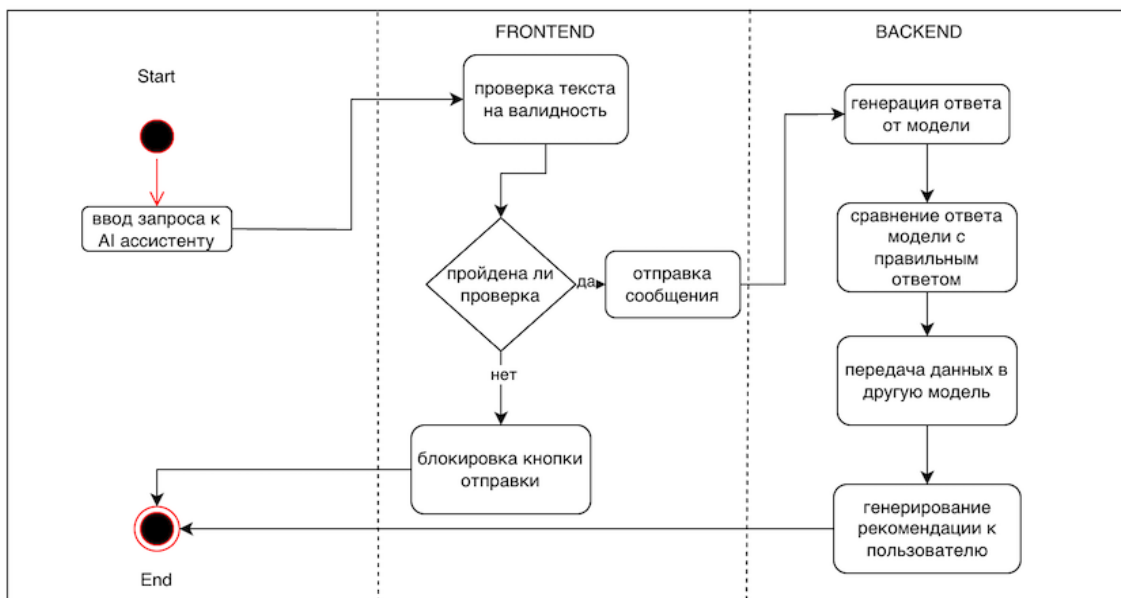 FRONTEND
BACKEND
Start
проверка текста
на валидность
генерация ответа
от модели
ввод запроса к
AI ассистенту
сравнение ответа
модели с
правильным
ответом
пройдена ли
проверка
да
отправка
сообщения
нет
передача данных в
другую модель
блокировка кнопки
отправки
генерирование
рекомендации к
пользователю
End